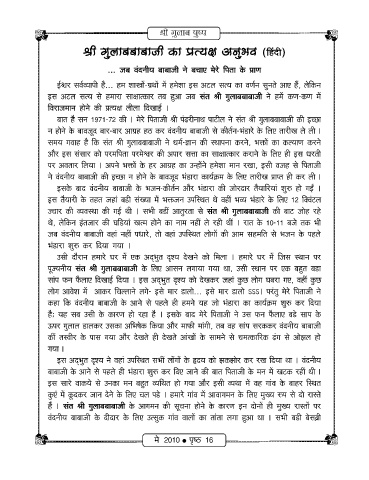 श्री गुलाब पुष्प
श्री गुलाबबाबाजी का प्रत्यक्ष अनुभव (हिंदी)
... जब वंदनीय बाबाजी ने बचाए मेरे पिता के प्राण
ईश्वर सर्वव्यापी है... हम शास्त्रों-ग्रंथों में हमेशा इस अटल सत्य का वर्णन सुनते आए हैं, लेकिन
इस अटल सत्य से हमारा साक्षात्कार तब हुआ जब संत श्री गुलाबबाबाजी ने हमें कण-कण में
विराजमान होने की प्रत्यक्ष लीला दिखाई ।
बात है सन 1971-72 की । मेरे पिताजी श्री पंढरीनाथ पाटील ने संत श्री गुलाबबाबाजी की इच्छा
न होने के बावजूद बार-बार आग्रह हठ कर वंदनीय बाबाजी से कीर्तन-भंडारे के लिए तारीख ले ली ।
समय गवाह है कि संत श्री गुलाबबाबाजी ने धर्म-ज्ञान की स्थापना करने, भक्तों का कल्याण करने
और इस संसार को परमपिता परमेश्वर की अपार सत्ता का साक्षात्कार कराने के लिए ही इस धरती
पर अवतार लिया । अपने भक्तों के हर आग्रह का उन्होंने हमेशा मान रखा, इसी वजह से पिताजी
ने वंदनीय बाबाजी की इच्छा न होने के बावजूद भंडारा कार्यक्रम के लिए तारीख प्राप्त ही कर ली ।
इसके बाद वंदनीय बाबाजी के भजन-कीर्तन और भंडारा की जोरदार तैयारियां शुरु हो गई ।
इस तैयारी के तहत जहां बड़ी संख्या में भक्तजन उपस्थित थे वहीं भव्य भंडारे के लिए 12 क्विंटल
ज्वार की व्यवस्था की गई थी । सभी बडीं आतुरता से संत श्री गुलाबबाबाजी की बाट जोह रहे
थे, लेकिन इंतजार की घड़ियां खत्म होने का नाम नहीं ले रही थी । रात के 10-11 बजे तक भी
जब वंदनीय बाबाजी वहां नहीं पधारे, तो वहां उपस्थित लोगों की आम सहमति से भजन के पहले
भंडारा शुरु कर दिया गया ।
उसी दौरान हमारे घर में एक अद्भुत दृश्य देखने को मिला । हमारे घर में जिस स्थान पर
पूज्यनीय संत श्री गुलाबबाबाजी के लिए आसन लगाया गया था, उसी स्थान पर एक बहुत बडा
सांप फन फैलाए दिखाई दिया । इस अद्भुत दृश्य को देखकर जहां कुछ लोग घबरा गए, वहीं कुछ
लोग आवेश में आकर चिल्लाने लगे- इसे मार डालो... इसे मार डालो SSS। परंतु मेरे पिताजी ने
कहा कि वंदनीय बाबाजी के आने से पहले ही हमने यह जो भंडारा का कार्यक्रम शुरु कर दिया
है; यह सब उसी के कारण हो रहा है । इसके बाद मेरे पिताजी ने उस फन फैलाए बडे सांप के
ऊपर गुलाल डालकर उसका अभिषेक किया और माफी मांगी, तब वह सांप सरककर वंदनीय बाबाजी
की तस्वीर के पास गया और देखते ही देखते आंखों के सामने से चमत्कारिक ढंग से ओझल हो
गया ।
इस अद्भुत दृश्य ने वहां उपस्थित सभी लोगों के हृदय को झकझोर कर रख दिया था । वंदनीय
बाबाजी के आने से पहले ही भंडारा शुरु कर दिए जाने की बात पिताजी के मन में खटक रही थी ।
इस सारे वाकये से उनका मन बहुत व्यथित हो गया और इसी व्यथा में वह गांव के बाहर स्थित
कुएं में कूदकर जान देने के लिए चल पड़े । हमारे गांव में आवागमन के लिए मुख्य रूप से दो रास्ते
हैं । संत श्री गुलाबबाबाजी के आगमन की सूचना होने के कारण इन दोनों ही मुख्य रास्तों पर
वंदनीय बाबाजी के दीदार के लिए उत्सुक गांव वालों का तांता लगा हुआ था । सभी बडी बेसब्री
मे 2010 ● पृष्ठ 16